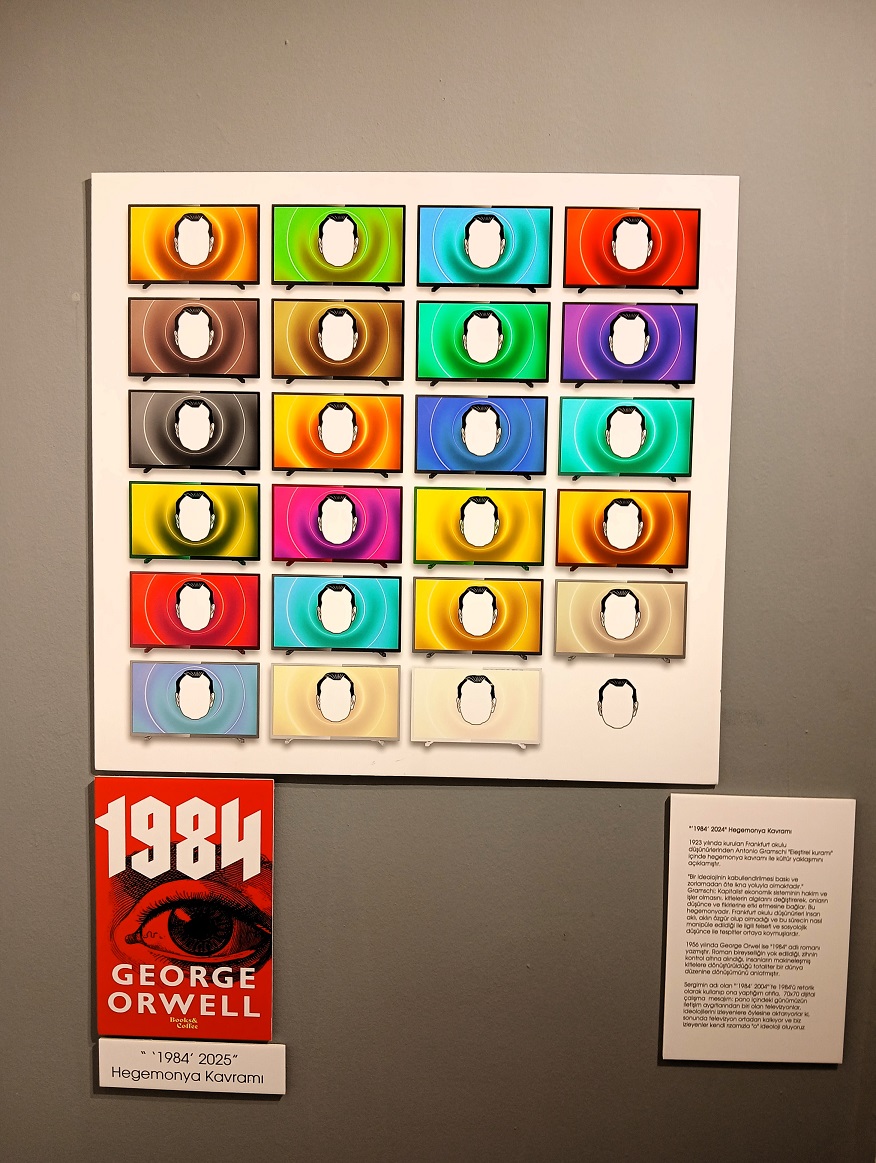 1984
GEORGE
ORWELL
Books&
Coffee
" '1984' 2025"
Hegemonya Kavramı
"'1984' 2024" Hegemonya Kavramı
1923 yılında kurulan Frankfurt okulu
düşünürlerinden Antonio Gramschi "Eleştirel kuramı"
içinde hegemonya kavramı ile kültür yaklaşımını
açıklamıştır.
"Bir ideolojinin kabullendirilmesi baskı ve
zorlamadan öte ikna yoluyla olmaktadır."
Gramschi; Kapitalist ekonomik sisteminin hakim ve
işler olmasını, kitlelerin algılarını değiştirerek, onların
düşünce ve fikirlerine etki etmesine bağlar. Bu
hegemonyadır. Frankfurt okulu düşünürleri insan
aklı, aklın özgür olup olmadığı ve bu sürecin nasıl
manipüle edildiği ile ilgili felsefi ve sosyolojik
düşünce ile tespitler ortaya koymuşlardır.
1956 yılında George Orwel ise "1984" adlı romanı
yazmıştır. Roman bireyselliğin yok edildiği, zihnin
kontrol altına alındığı, insanların makineleşmiş
kitlelere dönüştürüldüğü totaliter bir dünya
düzenine dönüşümünü anlatmıştır.
Sergimin adı olan "'1984' 2004" te 1984'ü retorik
olarak kullanıp ona yaptığım atıfla, 70x70 dijital
çalışma mesajım: pano içindeki günümüzün
iletişim aygıtlarından biri olan televizyonlar,
ideolojilerini izleyenlere öylesine aktarıyorlar ki,
sonunda televizyon ortadan kalkıyor ve biz
izleyenler kendi rızamızla "o" ideoloji oluyoruz